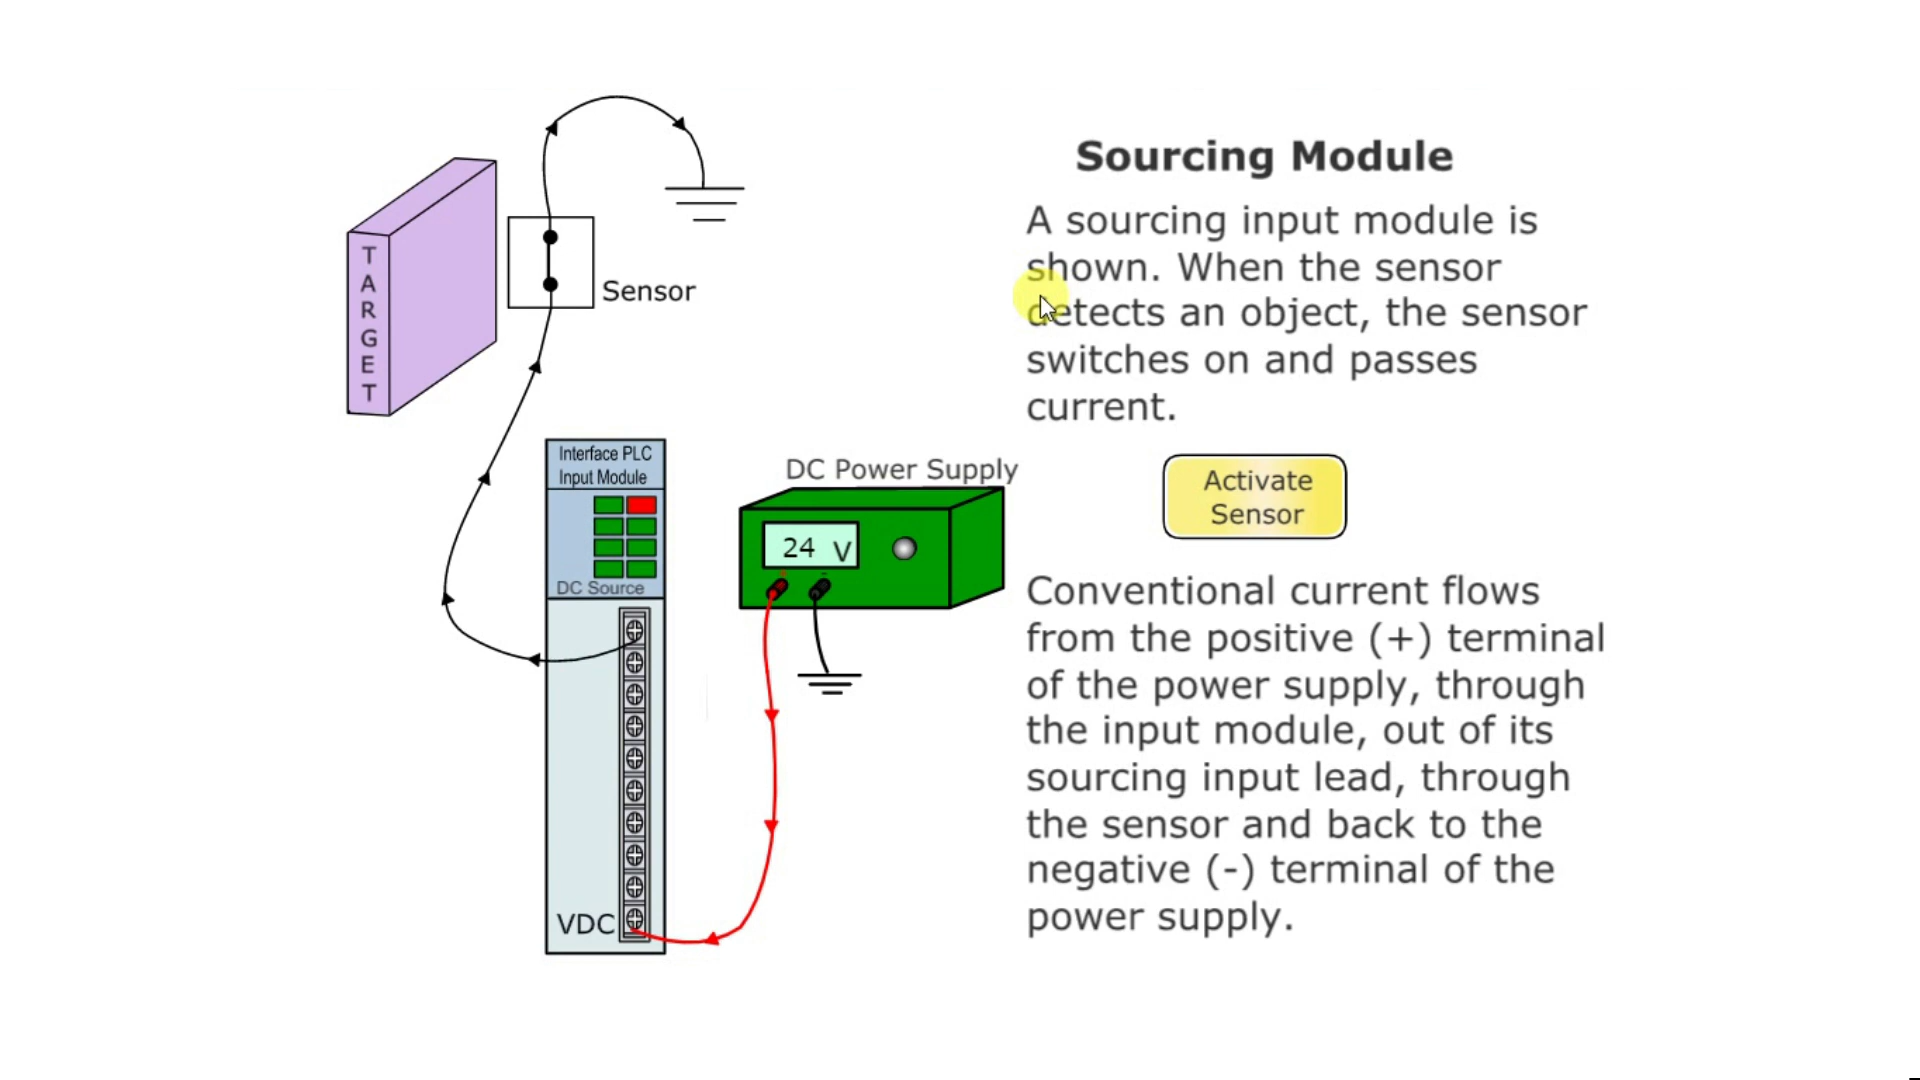 Sourcing Module
A sourcing input module is
shown. When the sensor
detects an object, the sensor
switches on and passes
current.
Activate
Sensor
Conventional current flows
from the positive (+) terminal
of the power supply, through
the input module, out of its
sourcing input lead, through
the sensor and back to the
negative (-) terminal of the
power supply.
TARGET
Sensor
Interface PLC
Input Module
DC Source
VDC
DC Power Supply
24 V